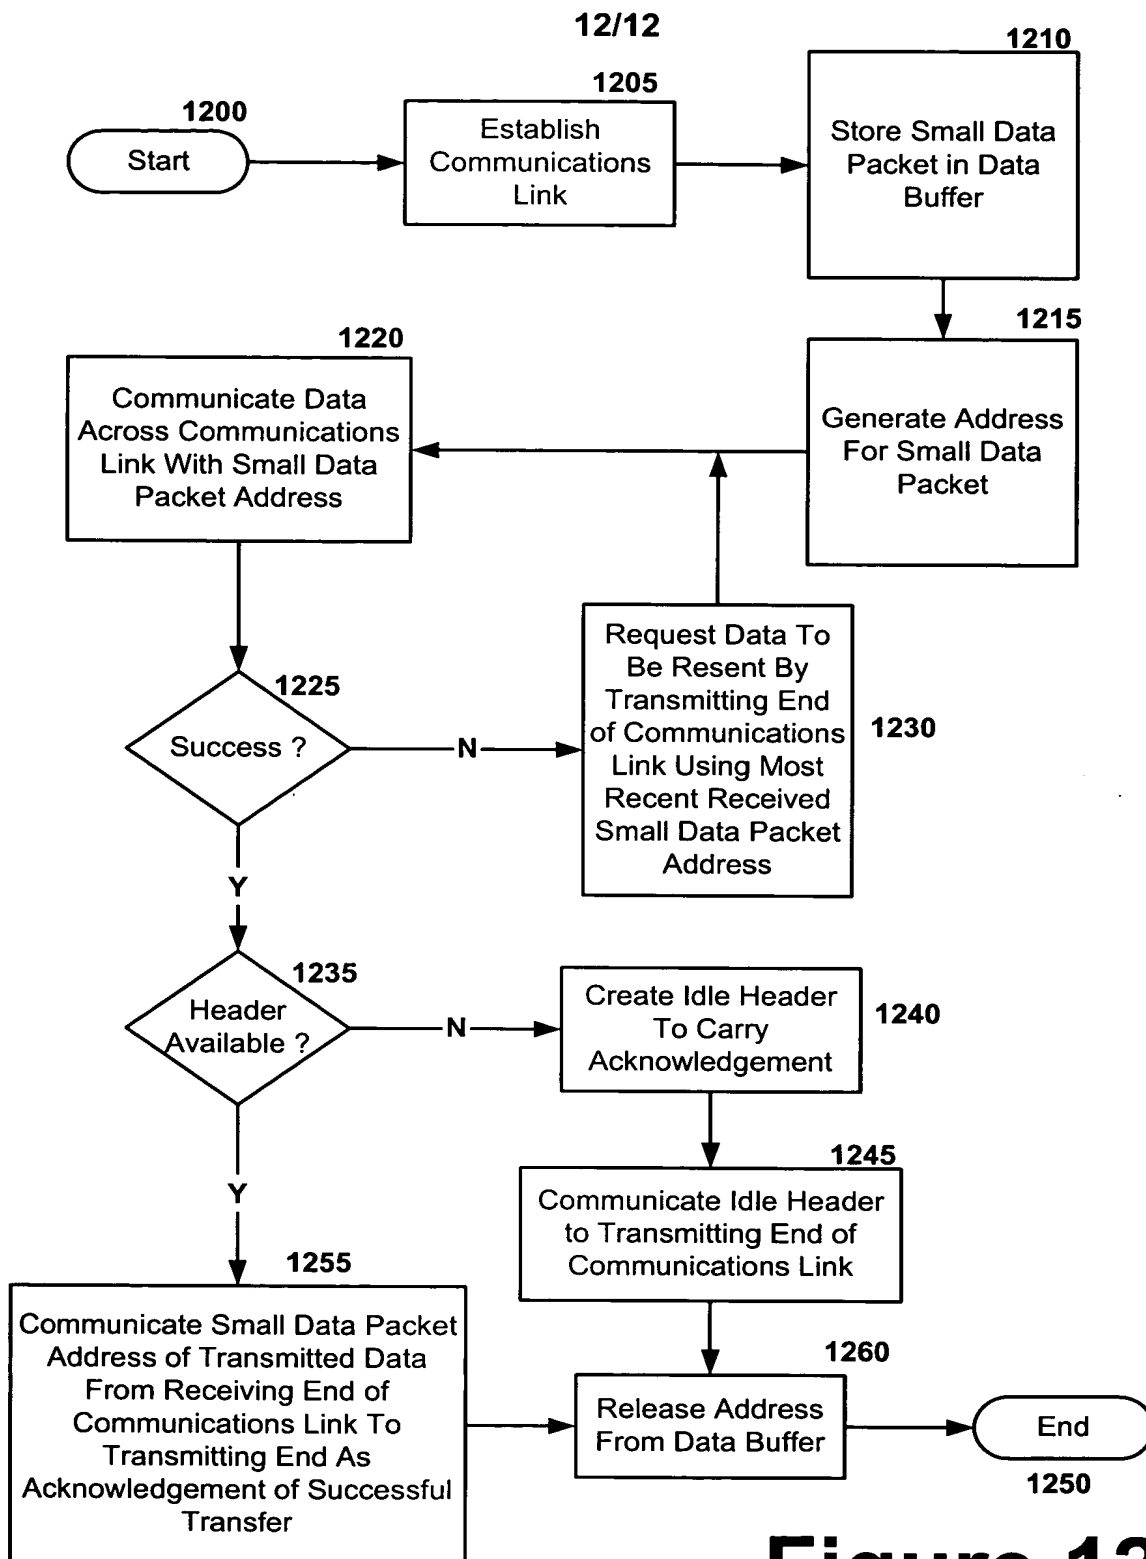 12/12
1200
Start
1205
Establish
Communications
Link
1210
Store Small Data
Packet in Data
Buffer
1215
Generate Address
For Small Data
Packet
1220
Communicate Data
Across Communications
Link With Small Data
Packet Address
1225
Success ?
N
1230
Request Data To
Be Resent By
Transmitting End
of Communications
Link Using Most
Recent Received
Small Data Packet
Address
Y
1235
Header
Available ?
N
1240
Create Idle Header
To Carry
Acknowledgement
1245
Communicate Idle Header
to Transmitting End of
Communications Link
Y
1255
Communicate Small Data Packet
Address of Transmitted Data
From Receiving End of
Communications Link To
Transmitting End As
Acknowledgement of Successful
Transfer
1260
Release Address
From Data Buffer
End
1250
Figure 12